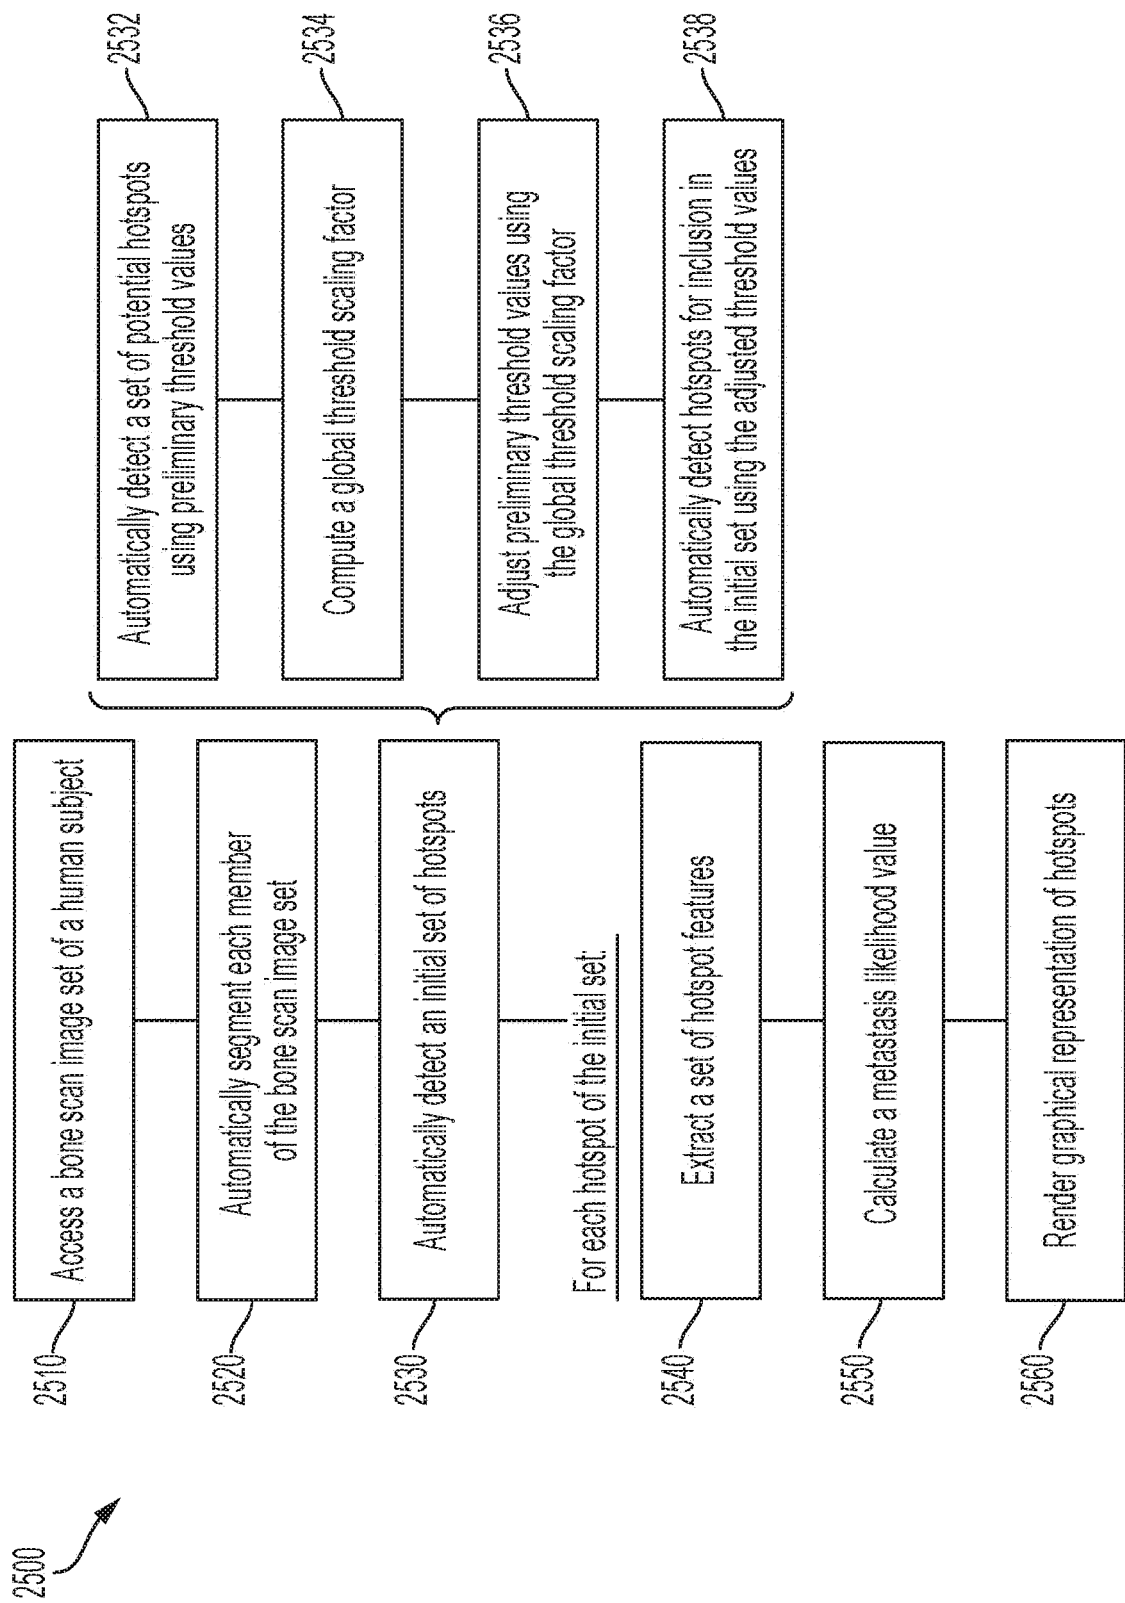 2500
2510
Access a bone scan image set of a human subject
2520
Automatically segment each member
of the bone scan image set
2530
Automatically detect an initial set of hotspots
2532
Automatically detect a set of potential hotspots
using preliminary threshold values
2534
Compute a global threshold scaling factor
2536
Adjust preliminary threshold values using
the global threshold scaling factor
2538
Automatically detect hotspots for inclusion in
the initial set using the adjusted threshold values
For each hotspot of the initial set:
2540
Extract a set of hotspot features
2550
Calculate a metastasis likelihood value
2560
Render graphical representation of hotspots